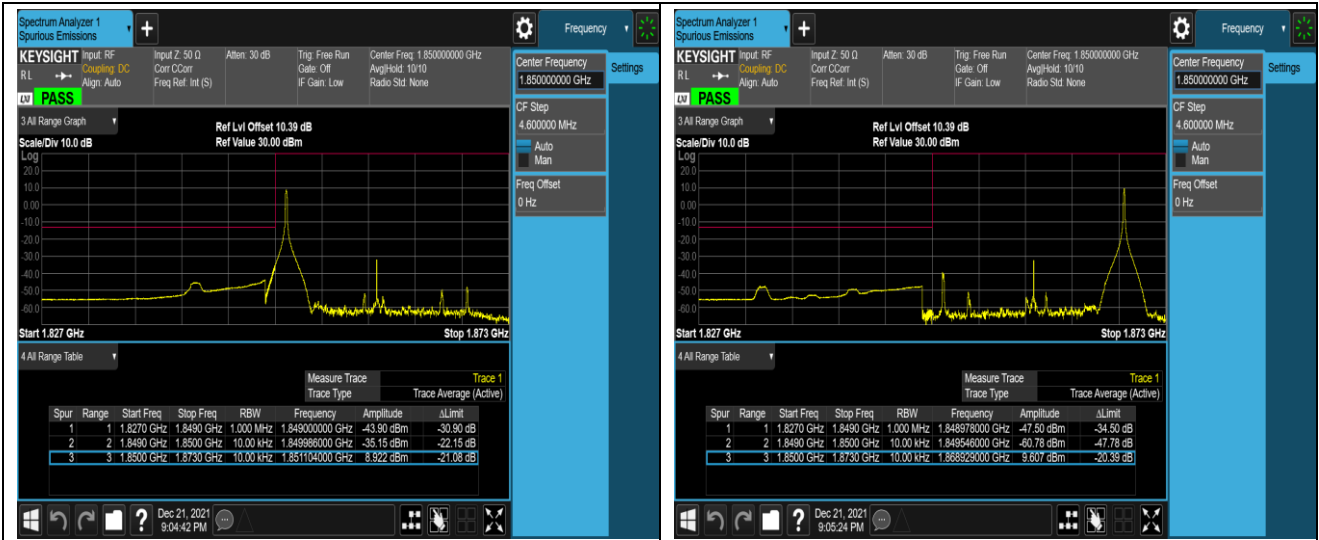 Spectrum Analyzer 1
Spurious Emissions
+
Frequency
KEYSIGHT
RL
Input: RF
Coupling: DC
Align: Auto
Input Z: 50 Ω
Corr CCorr
Freq Ref: Int (S)
Atten: 30 dB
Trig: Free Run
Gate: Off
IF Gain: Low
Center Freq: 1.850000000 GHz
Avg|Hold: 10/10
Radio Std: None
LXI PASS
Center Frequency
1.850000000 GHz
Settings
CF Step
4.600000 MHz
Auto
Man
Freq Offset
0 Hz
3 All Range Graph
Scale/Div 10.0 dB
Ref Lvl Offset 10.39 dB
Ref Value 30.00 dBm
Log
20.0
10.0
0.00
-10.0
-20.0
-30.0
-40.0
-50.0
-60.0
Start 1.827 GHz Stop 1.873 GHz
4 All Range Table
Measure Trace Trace 1
Trace Type Trace Average (Active)
Spur Range Start Freq Stop Freq RBW Frequency Amplitude ΔLimit
1 1 1.8270 GHz 1.8490 GHz 1.000 MHz 1.849000000 GHz -43.90 dBm -30.90 dB
2 2 1.8490 GHz 1.8500 GHz 10.00 kHz 1.849986000 GHz -35.15 dBm -22.15 dB
3 3 1.8500 GHz 1.8730 GHz 10.00 kHz 1.851104000 GHz 8.922 dBm -21.08 dB
?
Dec 21, 2021
9:04:42 PM
Spectrum Analyzer 1
Spurious Emissions
+
Frequency
KEYSIGHT
RL
Input: RF
Coupling: DC
Align: Auto
Input Z: 50 Ω
Corr CCorr
Freq Ref: Int (S)
Atten: 30 dB
Trig: Free Run
Gate: Off
IF Gain: Low
Center Freq: 1.850000000 GHz
Avg|Hold: 10/10
Radio Std: None
LXI PASS
Center Frequency
1.850000000 GHz
Settings
CF Step
4.600000 MHz
Auto
Man
Freq Offset
0 Hz
3 All Range Graph
Scale/Div 10.0 dB
Ref Lvl Offset 10.39 dB
Ref Value 30.00 dBm
Log
20.0
10.0
0.00
-10.0
-20.0
-30.0
-40.0
-50.0
-60.0
Start 1.827 GHz Stop 1.873 GHz
4 All Range Table
Measure Trace Trace 1
Trace Type Trace Average (Active)
Spur Range Start Freq Stop Freq RBW Frequency Amplitude ΔLimit
1 1 1.8270 GHz 1.8490 GHz 1.000 MHz 1.848978000 GHz -47.50 dBm -34.50 dB
2 2 1.8490 GHz 1.8500 GHz 10.00 kHz 1.849546000 GHz -60.78 dBm -47.78 dB
3 3 1.8500 GHz 1.8730 GHz 10.00 kHz 1.868929000 GHz 9.607 dBm -20.39 dB
?
Dec 21, 2021
9:05:24 PM